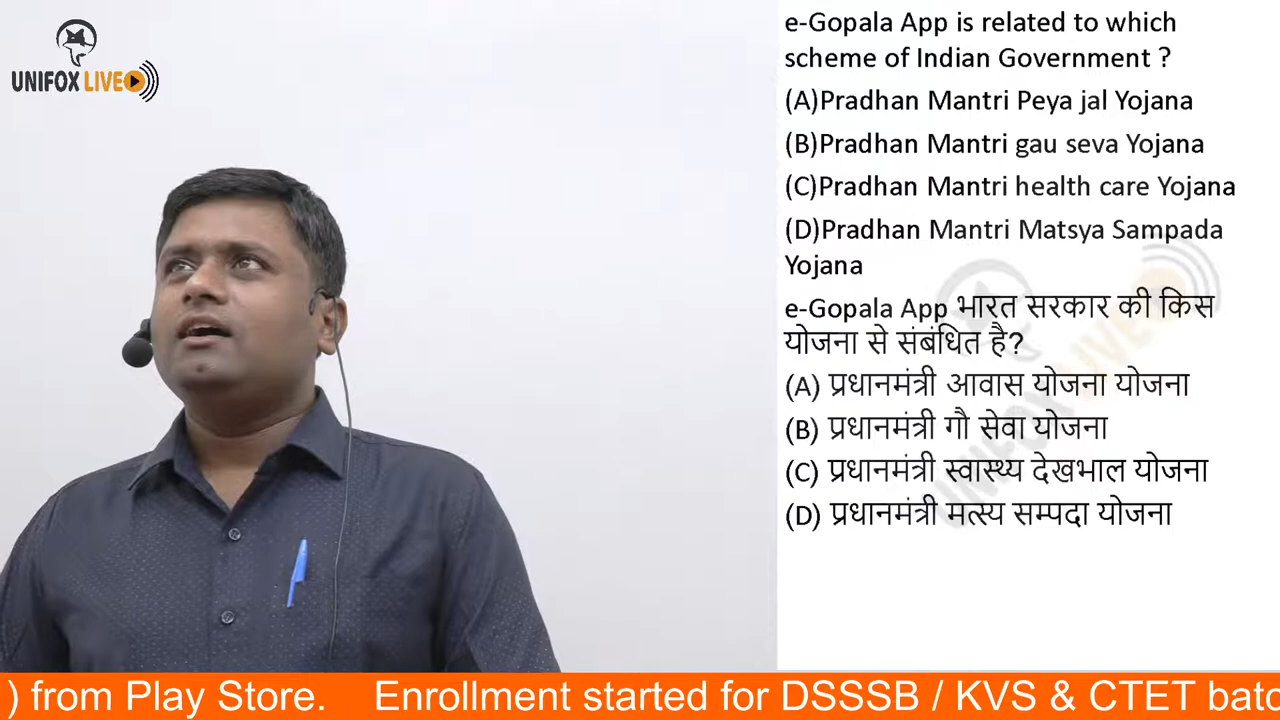 UNIFOX LIVE
e-Gopala App is related to which
scheme of Indian Government ?
(A)Pradhan Mantri Peya jal Yojana
(B)Pradhan Mantri gau seva Yojana
(C)Pradhan Mantri health care Yojana
(D)Pradhan Mantri Matsya Sampada
Yojana
e-Gopala App भारत सरकार की किस
योजना से संबंधित है?
(A) प्रधानमंत्री आवास योजना योजना
(B) प्रधानमंत्री गौ सेवा योजना
(C) प्रधानमंत्री स्वास्थ्य देखभाल योजना
(D) प्रधानमंत्री मत्स्य सम्पदा योजना
) from Play Store. Enrollment started for DSSSB / KVS & CTET batc